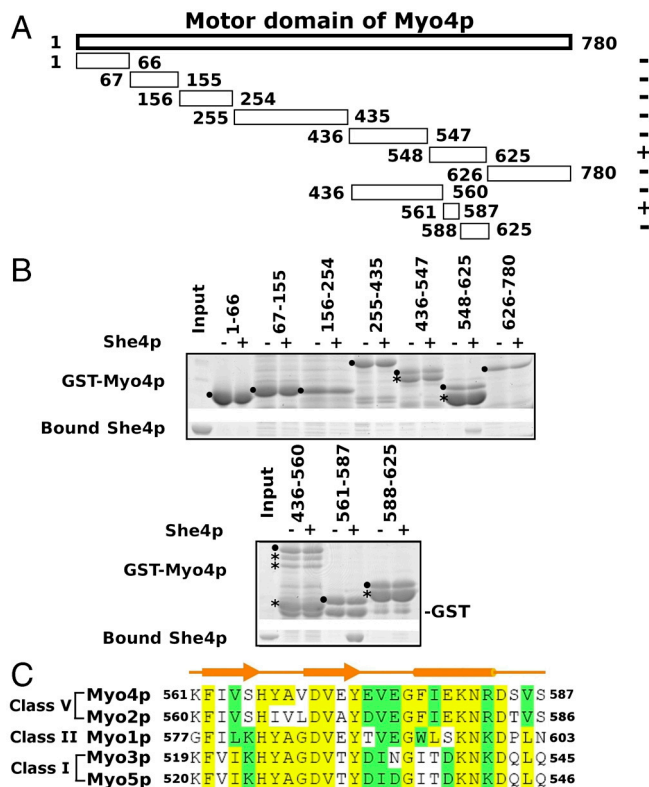 A
Motor domain of Myo4p
1 780
1 66 -
67 155 -
156 254 -
255 435 -
436 547 -
548 625 +
626 780 -
436 560 -
561 587 +
588 625 -
B
Input 1-66 67-155 156-254 255-435 436-547 548-625 626-780
She4p - + - + - + - + - + - + - +
GST-Myo4p
Bound She4p
Input 436-560 561-587 588-625
She4p - + - + - +
GST-Myo4p
-GST
Bound She4p
C
Class V Myo4p 561 KFIVSHYAVDVEYEVEGFIEKNRDSVS 587
Myo2p 560 KFIVSHIVLDVAYDVEGFIEKNRDTVS 586
Class II Myo1p 577 GFILKHYAGDVEYTVEGWLSKNKDPLN 603
Class I Myo3p 519 KFVIKHYAGDVTYDINGITDKNKDQLQ 545
Myo5p 520 KFVIKHYAGDVTYDIDGITDKNKDQLQ 546